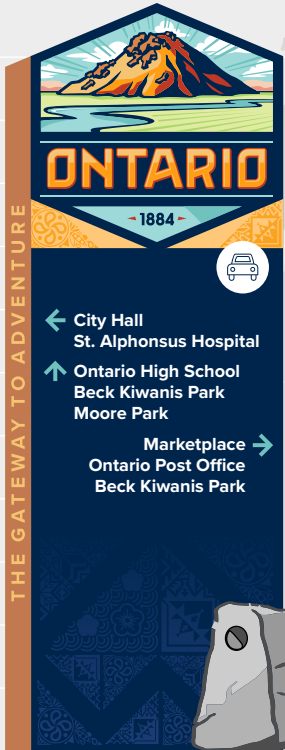 ONTARIO
1884
THE GATEWAY TO ADVENTURE
City Hall
St. Alphonsus Hospital
Ontario High School
Beck Kiwanis Park
Moore Park
Marketplace
Ontario Post Office
Beck Kiwanis Park